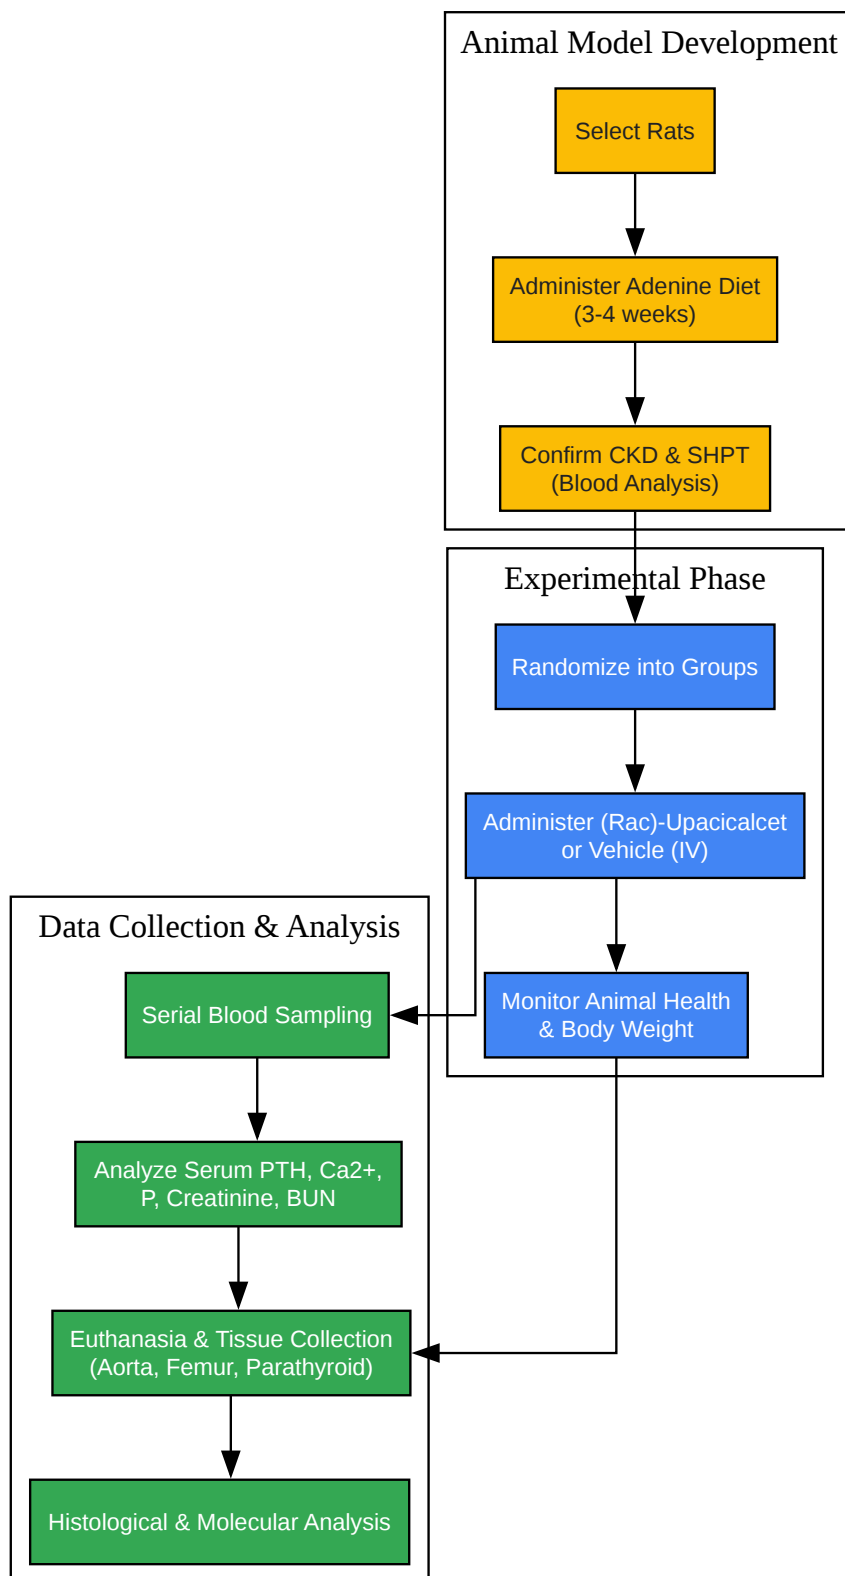 Animal Model Development
Select Rats
Administer Adenine Diet
(3-4 weeks)
Confirm CKD & SHPT
(Blood Analysis)
Experimental Phase
Randomize into Groups
Administer (Rac)-Upacicalcet
or Vehicle (IV)
Monitor Animal Health
& Body Weight
Data Collection & Analysis
Serial Blood Sampling
Analyze Serum PTH, Ca2+,
P, Creatinine, BUN
Euthanasia & Tissue Collection
(Aorta, Femur, Parathyroid)
Histological & Molecular Analysis